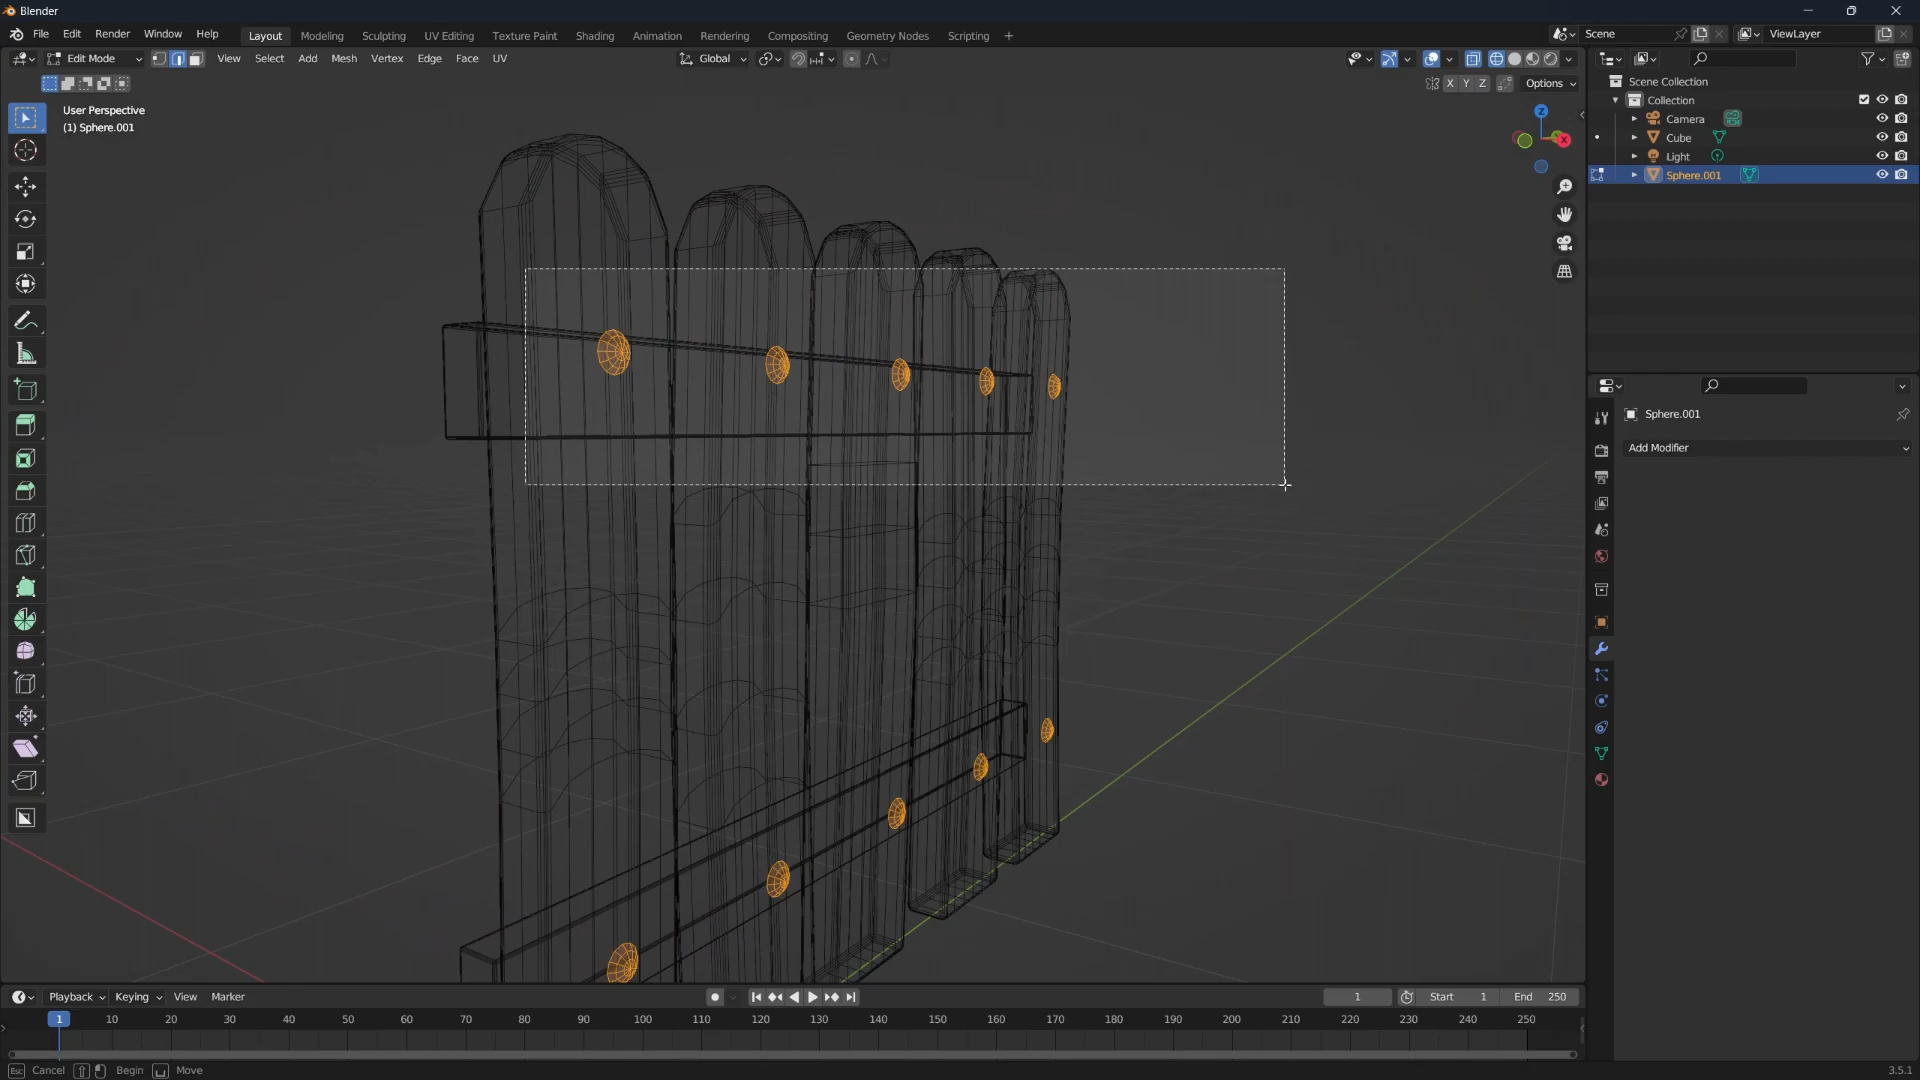 Blender
File Edit Render Window Help Layout Modeling Sculpting UV Editing Texture Paint Shading Animation Rendering Compositing Geometry Nodes Scripting + Scene ViewLayer
Edit Mode View Select Add Mesh Vertex Edge Face UV Global
X Y Z Options
User Perspective
(1) Sphere.001
Z
X
Scene Collection
Collection
Camera
Cube
Light
Sphere.001
Sphere.001
Add Modifier
Playback Keying View Marker 1 Start 1 End 250
1 10 20 30 40 50 60 70 80 90 100 110 120 130 140 150 160 170 180 190 200 210 220 230 240 250
Esc Cancel Begin Move 3.5.1